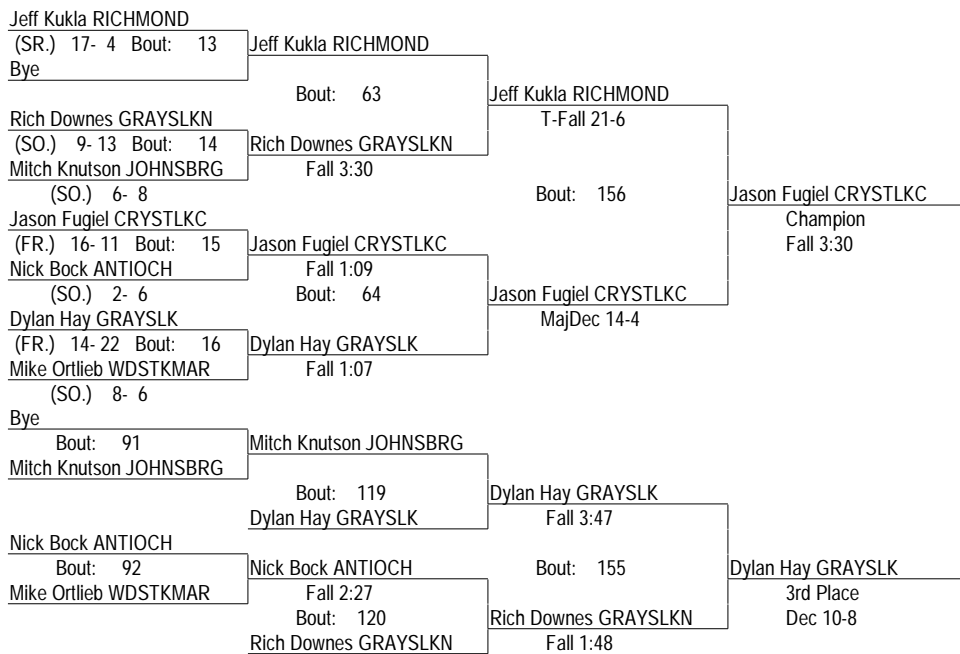 Jeff Kukla RICHMOND
(SR.) 17- 4 Bout: 13
Jeff Kukla RICHMOND
Bye
Bout: 63
Jeff Kukla RICHMOND
Rich Downes GRAYSLKN
T-Fall 21-6
(SO.) 9- 13 Bout: 14
Rich Downes GRAYSLKN
Mitch Knutson JOHNSBRG
Fall 3:30
(SO.) 6- 8
Bout: 156
Jason Fugiel CRYSTLKC
Jason Fugiel CRYSTLKC
Champion
(FR.) 16- 11 Bout: 15
Jason Fugiel CRYSTLKC
Fall 3:30
Nick Bock ANTIOCH
Fall 1:09
(SO.) 2- 6
Bout: 64
Jason Fugiel CRYSTLKC
Dylan Hay GRAYSLK
MajDec 14-4
(FR.) 14- 22 Bout: 16
Dylan Hay GRAYSLK
Mike Ortlieb WDSTKMAR
Fall 1:07
(SO.) 8- 6
Bye
Bout: 91
Mitch Knutson JOHNSBRG
Mitch Knutson JOHNSBRG
Bout: 119
Dylan Hay GRAYSLK
Dylan Hay GRAYSLK
Fall 3:47
Nick Bock ANTIOCH
Bout: 92
Nick Bock ANTIOCH
Bout: 155
Dylan Hay GRAYSLK
Mike Ortlieb WDSTKMAR
Fall 2:27
3rd Place
Bout: 120
Rich Downes GRAYSLKN
Dec 10-8
Rich Downes GRAYSLKN
Fall 1:48